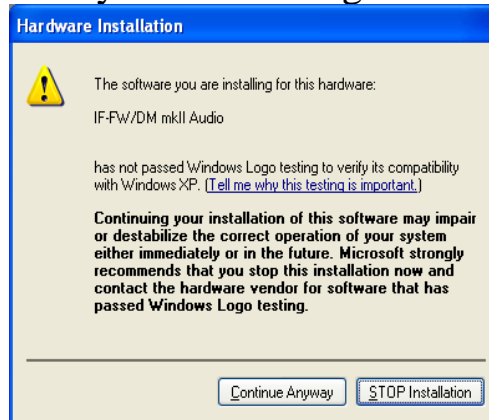 Hardware Installation
The software you are installing for this hardware:
IF-FW/DM mkII Audio
has not passed Windows Logo testing to verify its compatibility
with Windows XP. (Tell me why this testing is important.)
Continuing your installation of this software may impair
or destabilize the correct operation of your system
either immediately or in the future. Microsoft strongly
recommends that you stop this installation now and
contact the hardware vendor for software that has
passed Windows Logo testing.
Continue Anyway
STOP Installation